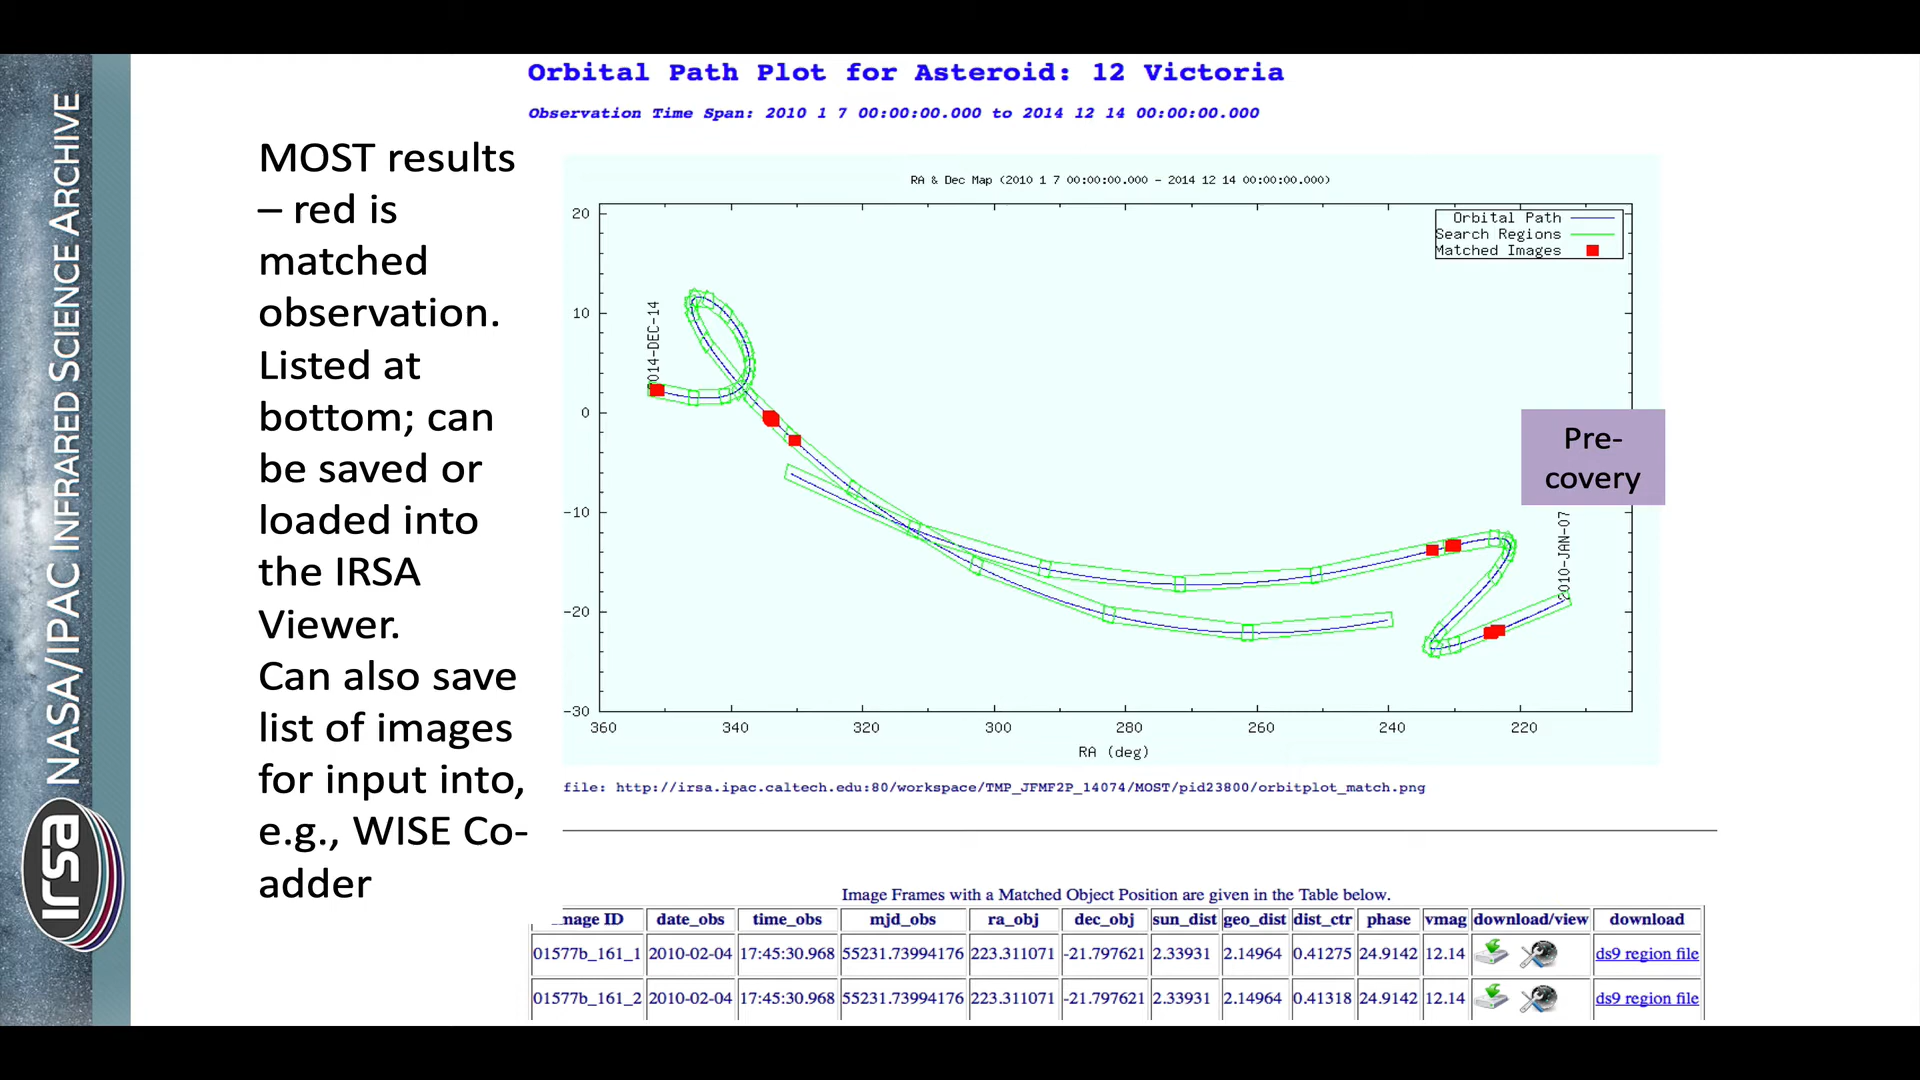 NASA/IPAC INFRARED SCIENCE ARCHIVE
irsa
Orbital Path Plot for Asteroid: 12 Victoria
Observation Time Span: 2010 1 7 00:00:00.000 to 2014 12 14 00:00:00.000
MOST results
– red is
matched
observation.
Listed at
bottom; can
be saved or
loaded into
the IRSA
Viewer.
Can also save
list of images
for input into,
e.g., WISE Co-
adder
RA & Dec Map (2010 1 7 00:00:00.000 - 2014 12 14 00:00:00.000)
Orbital Path
Search Regions
Matched Images
20
10
0
-10
-20
-30
2014-DEC-14
Pre-
covery
2010-JAN-07
360 340 320 300 280 260 240 220
RA (deg)
file: http://irsa.ipac.caltech.edu:80/workspace/TMP_JFMF2P_14074/MOST/pid23800/orbitplot_match.png
Image Frames with a Matched Object Position are given in the Table below.
mage ID date_obs time_obs mjd_obs ra_obj dec_obj sun_dist geo_dist dist_ctr phase vmag download/view download
01577b_161_1 2010-02-04 17:45:30.968 55231.73994176 223.311071 -21.797621 2.33931 2.14964 0.41275 24.9142 12.14 ds9 region file
01577b_161_2 2010-02-04 17:45:30.968 55231.73994176 223.311071 -21.797621 2.33931 2.14964 0.41318 24.9142 12.14 ds9 region file